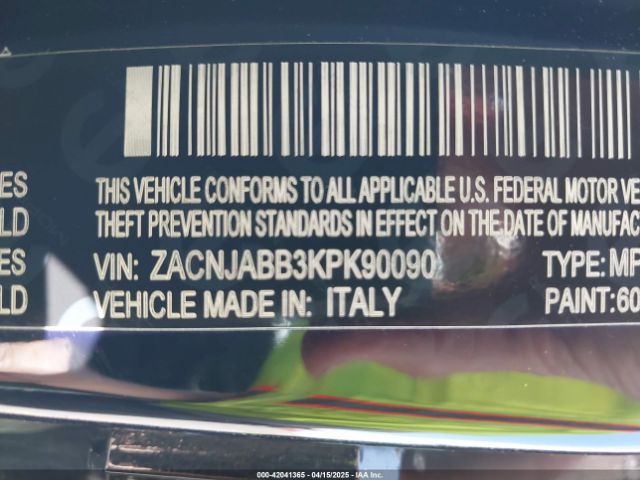 THIS VEHICLE CONFORMS TO ALL APPLICABLE U.S. FEDERAL MOTOR VE
ES
THEFT PREVENTION STANDARDS IN EFFECT ON THE DATE OF MANUFAC
LD
ES VIN: ZACNJABB3KPK90090 TYPE: MP
LD VEHICLE MADE IN: ITALY PAINT:60
000-42041365 04/15/2025 IAAI.COM